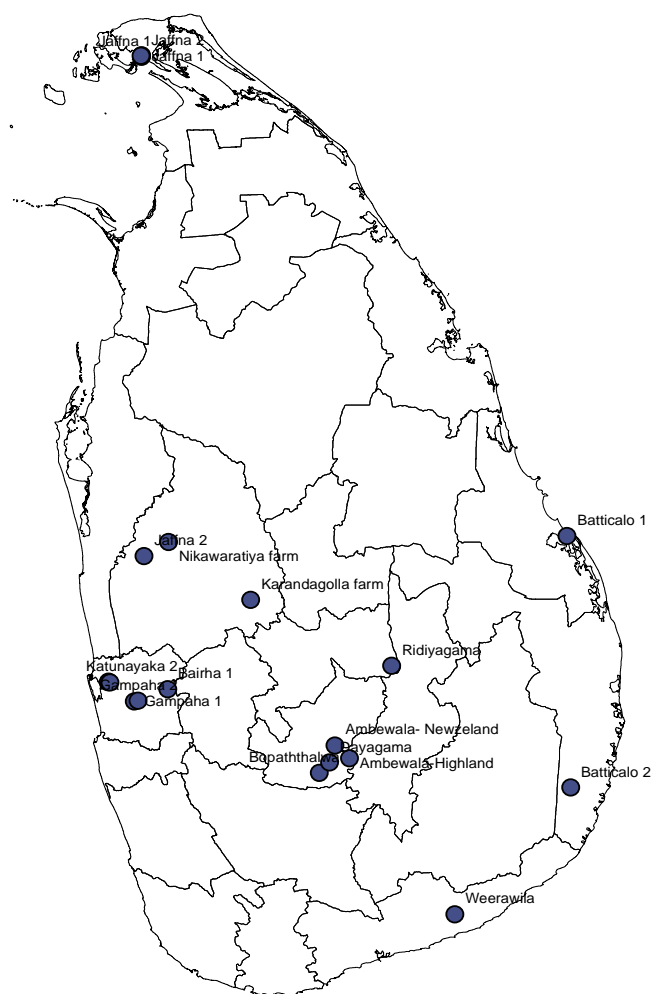 Jaffna 1
Jaffna 2
Jaffna 1
Batticalo 1
Jaffna 2
Nikawaratiya farm
Karandagolla farm
Ridiyagama
Katunayaka 2
Bairha 1
Gampaha 2
Gampaha 1
Ambewala- Newzeland
Dayagama
Bopaththalwa
Ambewala-Highland
Batticalo 2
Weerawila